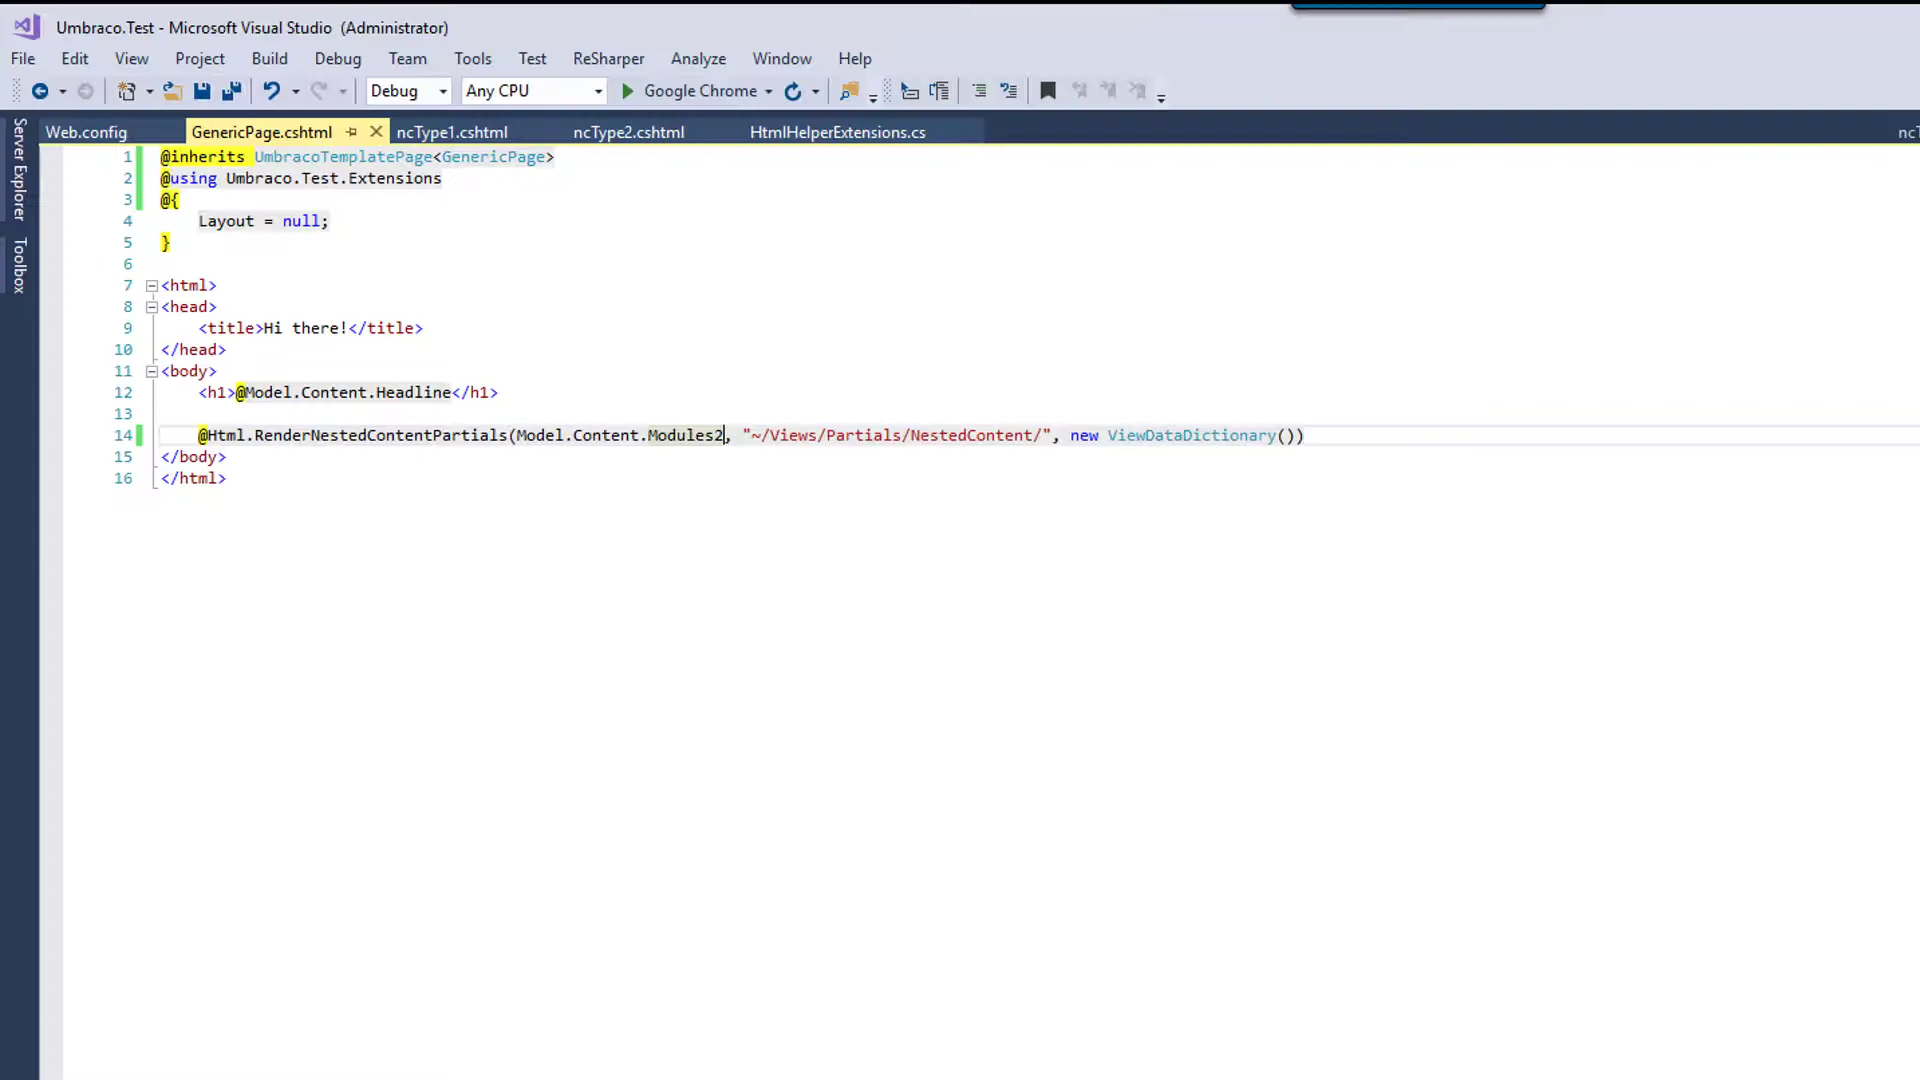 Umbraco.Test - Microsoft Visual Studio (Administrator)
File Edit View Project Build Debug Team Tools Test ReSharper Analyze Window Help
Debug Any CPU Google Chrome
Server Explorer
Toolbox
Web.config GenericPage.cshtml ncType1.cshtml ncType2.cshtml HtmlHelperExtensions.cs ncT
1 @inherits UmbracoTemplatePage<GenericPage>
2 @using Umbraco.Test.Extensions
3 @{
4 Layout = null;
5 }
6
7 <html>
8 <head>
9 <title>Hi there!</title>
10 </head>
11 <body>
12 <h1>@Model.Content.Headline</h1>
13
14 @Html.RenderNestedContentPartials(Model.Content.Modules2, "~/Views/Partials/NestedContent/", new ViewDataDictionary())
15 </body>
16 </html>